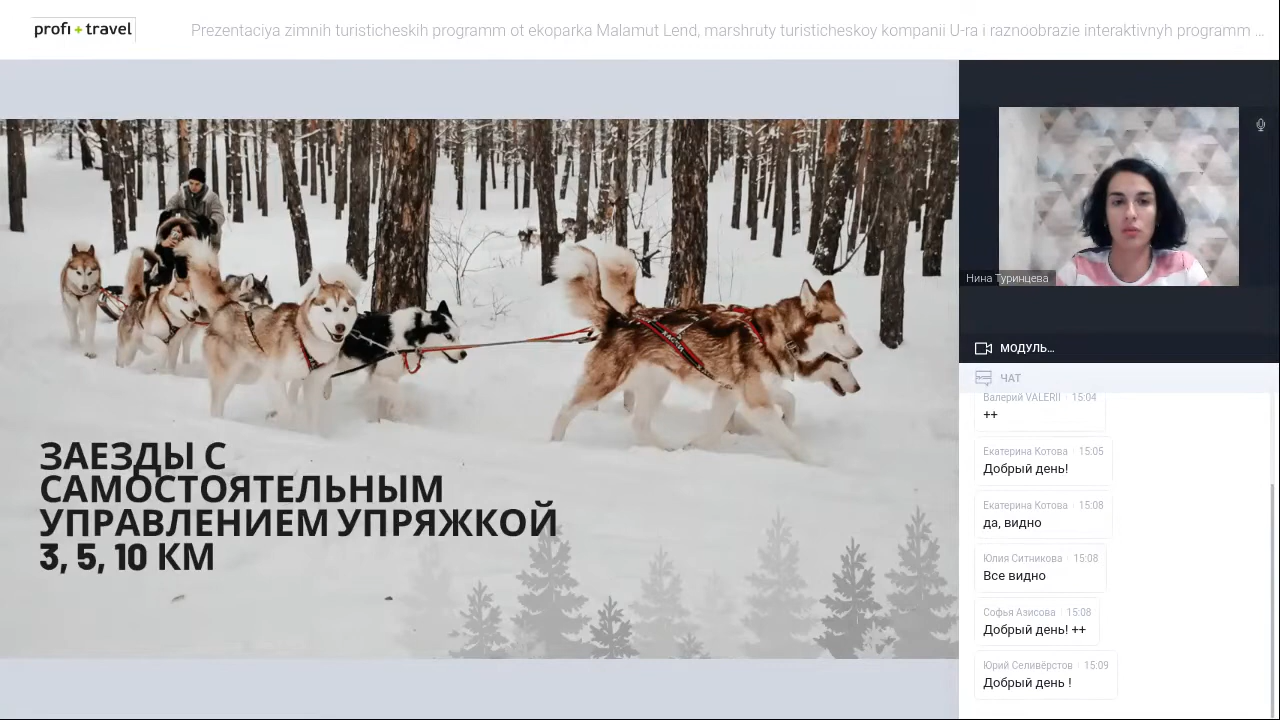 profi + travel
Prezentaciya zimnih turisticheskih programm ot ekoparka Malamut Lend, marshruty turisticheskoy kompanii U-ra i raznoobrazie interaktivnyh programm ...
ЗАЕЗДЫ С
САМОСТОЯТЕЛЬНЫМ
УПРАВЛЕНИЕМ УПРЯЖКОЙ
3, 5, 10 КМ
Нина Туринцева
МОДУЛЬ...
ЧАТ
Валерий VALERII 15:04
++
Екатерина Котова 15:05
Добрый день!
Екатерина Котова 15:08
да, видно
Юлия Ситникова 15:08
Все видно
Софья Азисова 15:08
Добрый день! ++
Юрий Селивёрстов 15:09
Добрый день !